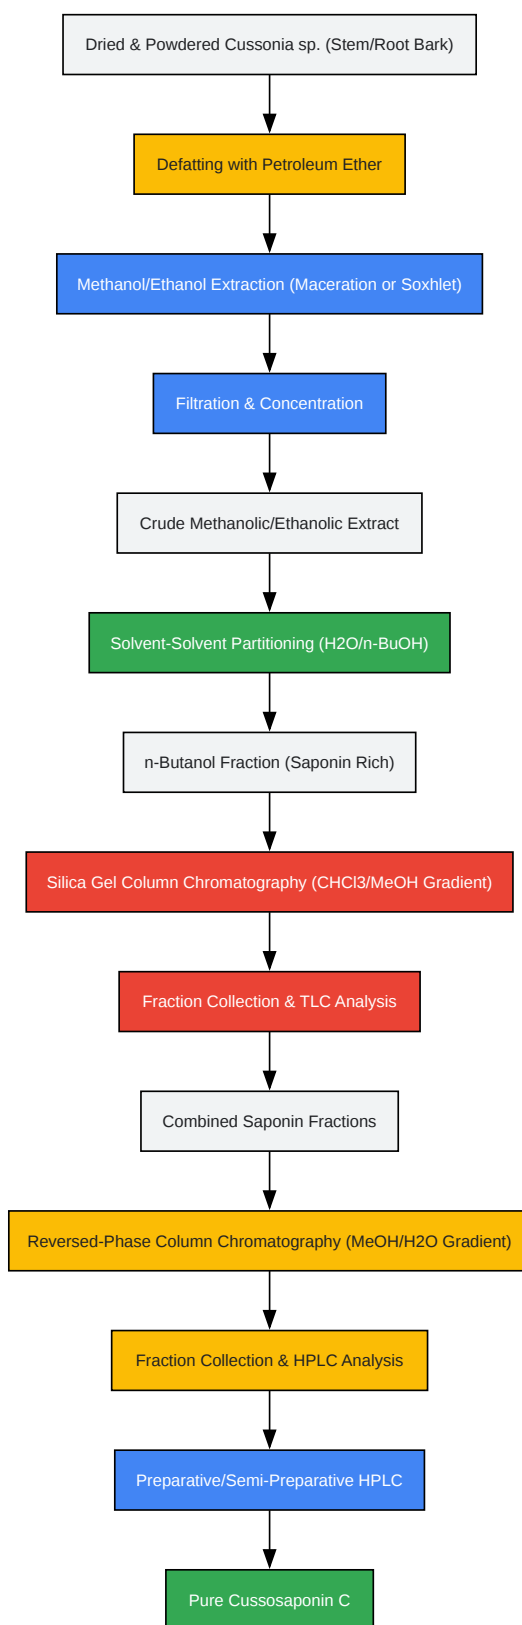 Dried & Powdered Cussonia sp. (Stem/Root Bark)
Defatting with Petroleum Ether
Methanol/Ethanol Extraction (Maceration or Soxhlet)
Filtration & Concentration
Crude Methanolic/Ethanolic Extract
Solvent-Solvent Partitioning (H2O/n-BuOH)
n-Butanol Fraction (Saponin Rich)
Silica Gel Column Chromatography (CHCl3/MeOH Gradient)
Fraction Collection & TLC Analysis
Combined Saponin Fractions
Reversed-Phase Column Chromatography (MeOH/H2O Gradient)
Fraction Collection & HPLC Analysis
Preparative/Semi-Preparative HPLC
Pure Cussosaponin C